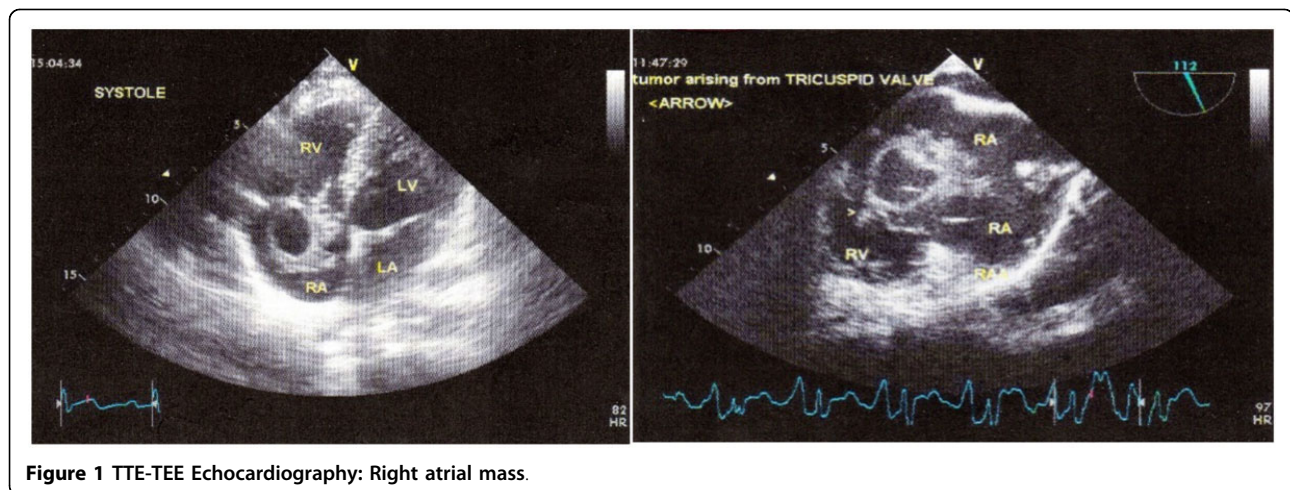 15:04:34
V
SYSTOLE
5
RV
LV
10
LA
15
RA
82
HR
11:47:29
V
112
tumor arising from TRICUSPID VALVE
<ARROW>
RA
5
>
RA
RV
10
97
HR
Figure 1 TTE-TEE Echocardiography: Right atrial mass.